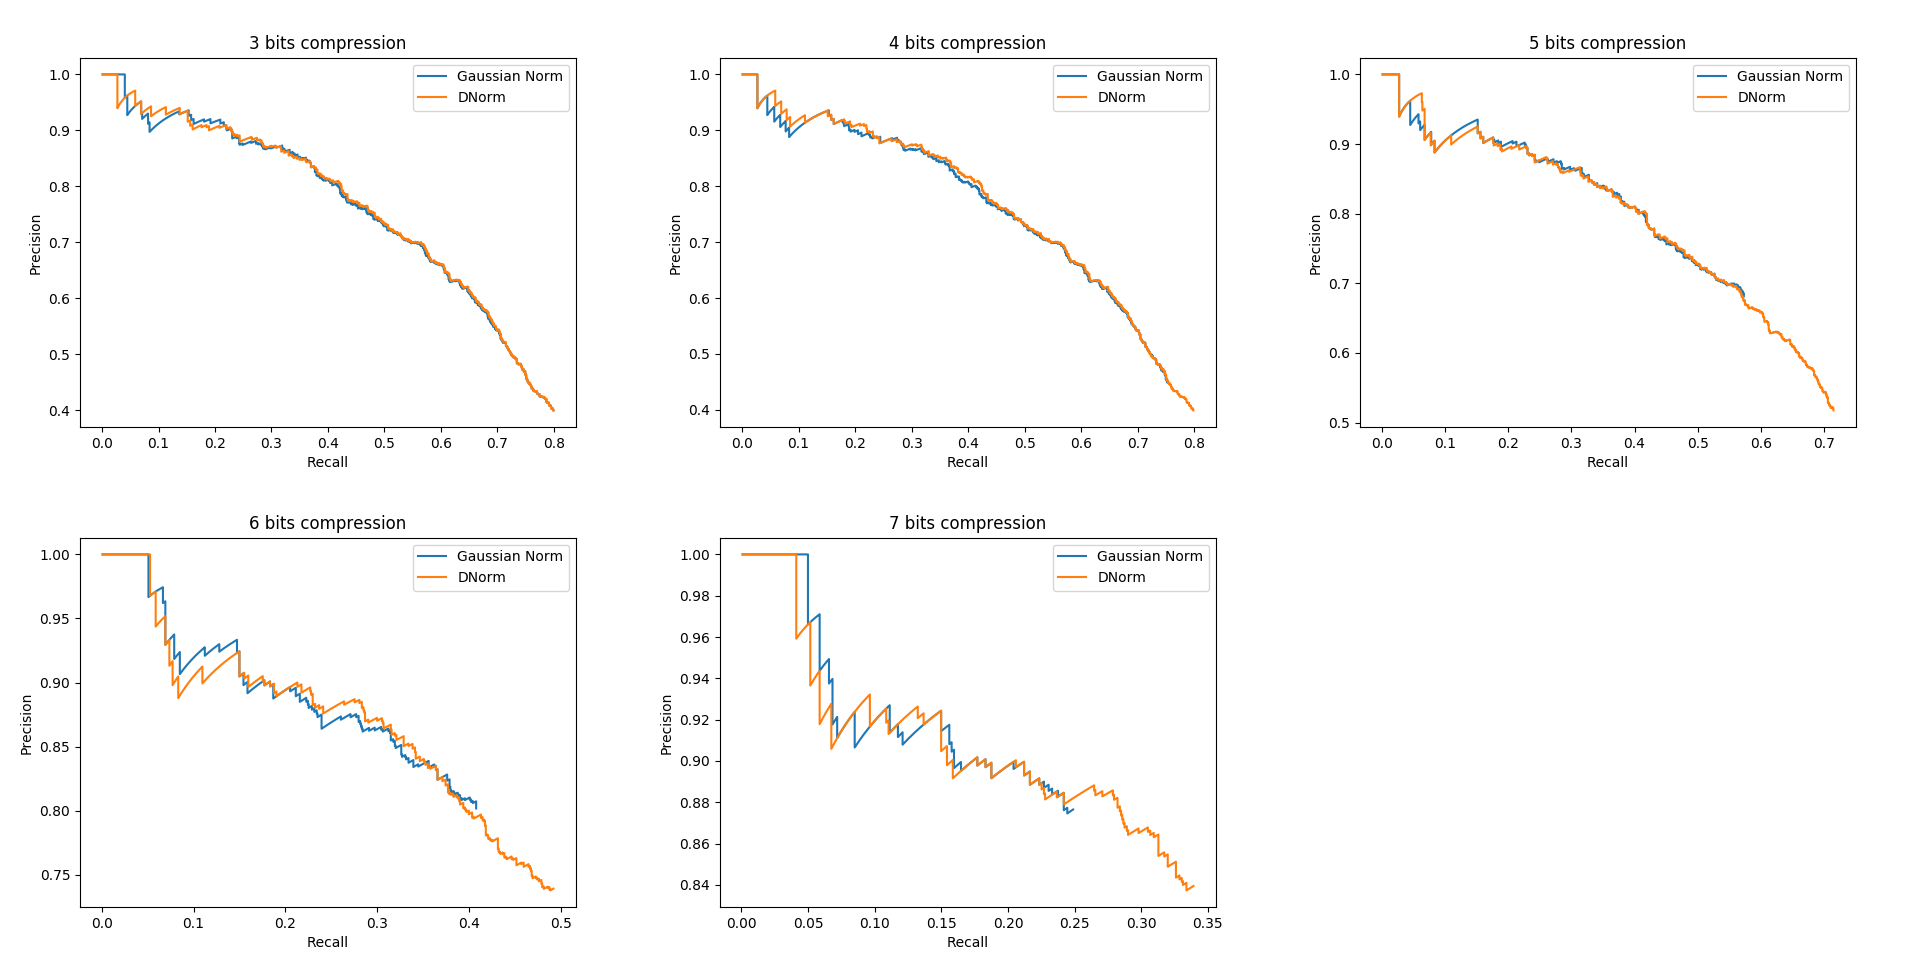 3 bits compression
1.0
0.9
0.8
0.7
0.6
0.5
0.4
Precision
Gaussian Norm
DNorm
0.0 0.1 0.2 0.3 0.4 0.5 0.6 0.7 0.8
Recall
4 bits compression
1.0
0.9
0.8
0.7
0.6
0.5
0.4
Precision
Gaussian Norm
DNorm
0.0 0.1 0.2 0.3 0.4 0.5 0.6 0.7 0.8
Recall
5 bits compression
1.0
0.9
0.8
0.7
0.6
0.5
Precision
Gaussian Norm
DNorm
0.0 0.1 0.2 0.3 0.4 0.5 0.6 0.7
Recall
6 bits compression
1.00
0.95
0.90
0.85
0.80
0.75
Precision
Gaussian Norm
DNorm
0.0 0.1 0.2 0.3 0.4 0.5
Recall
7 bits compression
1.00
0.98
0.96
0.94
0.92
0.90
0.88
0.86
0.84
Precision
Gaussian Norm
DNorm
0.00 0.05 0.10 0.15 0.20 0.25 0.30 0.35
Recall